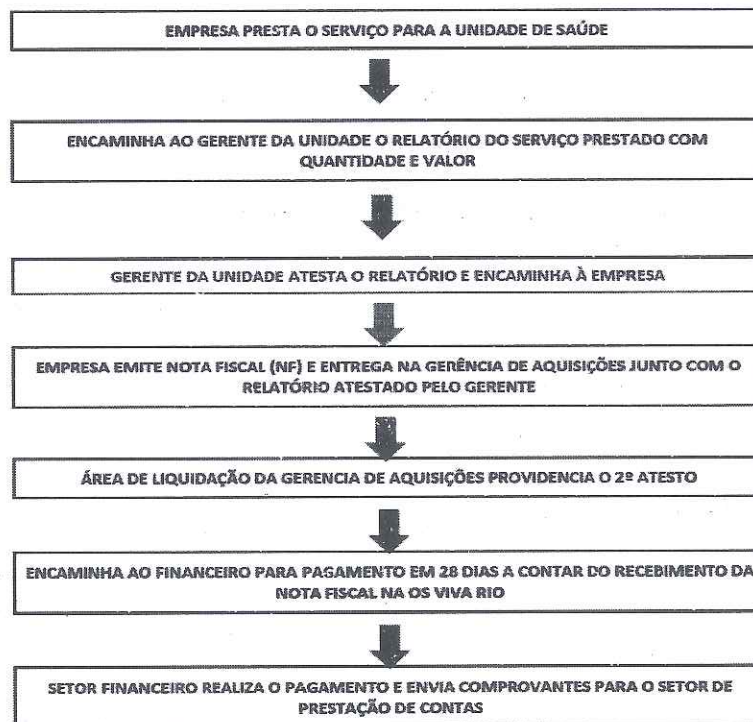 EMPRESA PRESTA O SERVIÇO PARA A UNIDADE DE SAÚDE
ENCAMINHA AO GERENTE DA UNIDADE O RELATÓRIO DO SERVIÇO PRESTADO COM
QUANTIDADE E VALOR
GERENTE DA UNIDADE ATESTA O RELATÓRIO E ENCAMINHA À EMPRESA
EMPRESA EMITE NOTA FISCAL (NF) E ENTREGA NA GERÊNCIA DE AQUISIÇÕES JUNTO COM O
RELATÓRIO ATESTADO PELO GERENTE
ÁREA DE LIQUIDAÇÃO DA GERENCIA DE AQUISIÇÕES PROVIDENCIA O 2º ATESTO
ENCAMINHA AO FINANCEIRO PARA PAGAMENTO EM 28 DIAS A CONTAR DO RECEBIMENTO DA
NOTA FISCAL NA OS VIVA RIO
SETOR FINANCEIRO REALIZA O PAGAMENTO E ENVIA COMPROVANTES PARA O SETOR DE
PRESTAÇÃO DE CONTAS